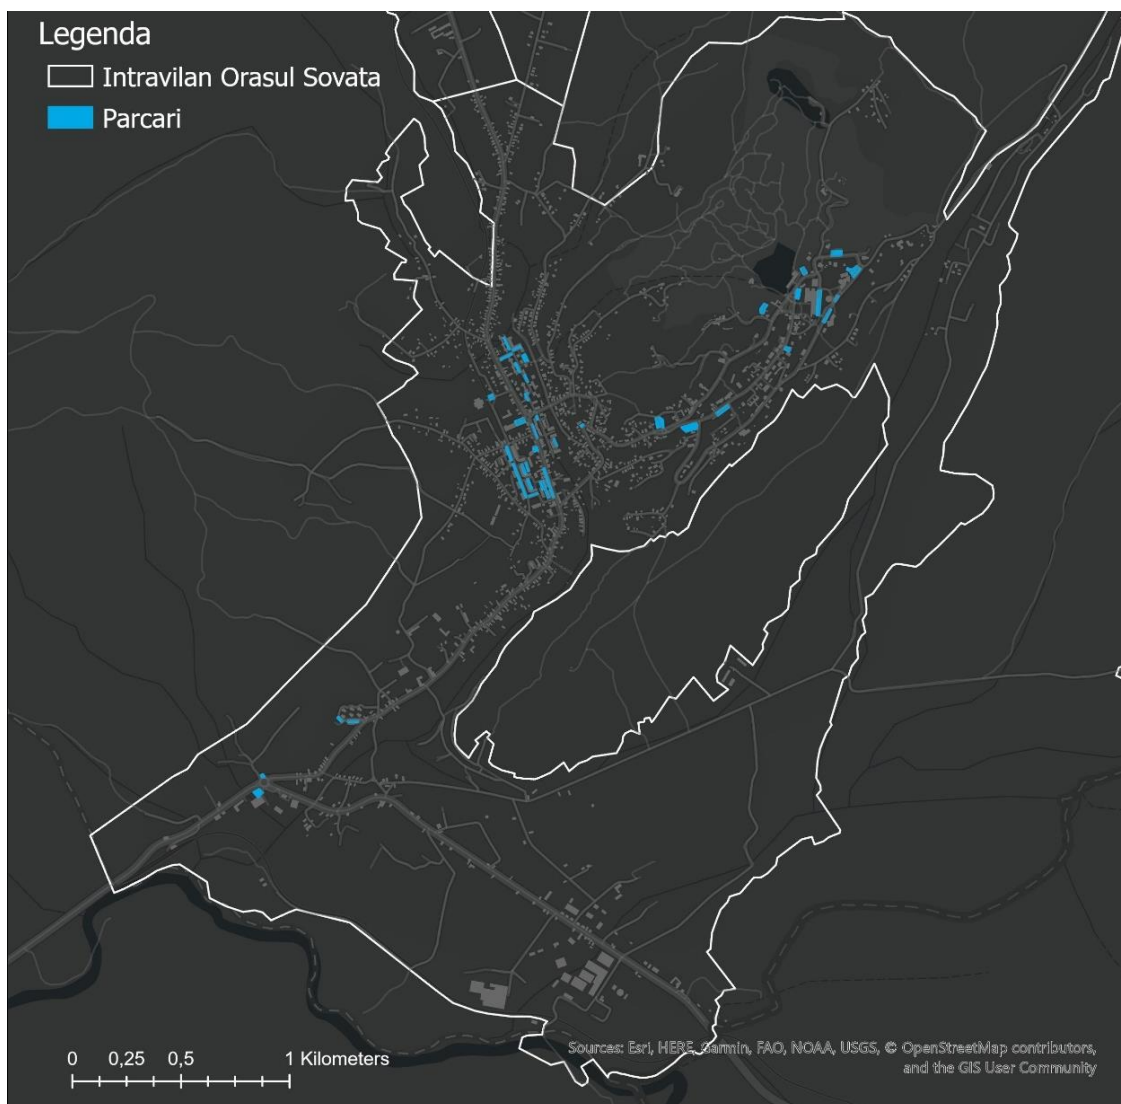 Legenda
Intravilan Orasul Sovata
Parcari
0 0,25 0,5 1 Kilometers
Sources: Esri, HERE, Garmin, FAO, NOAA, USGS, © OpenStreetMap contributors,
and the GIS User Community